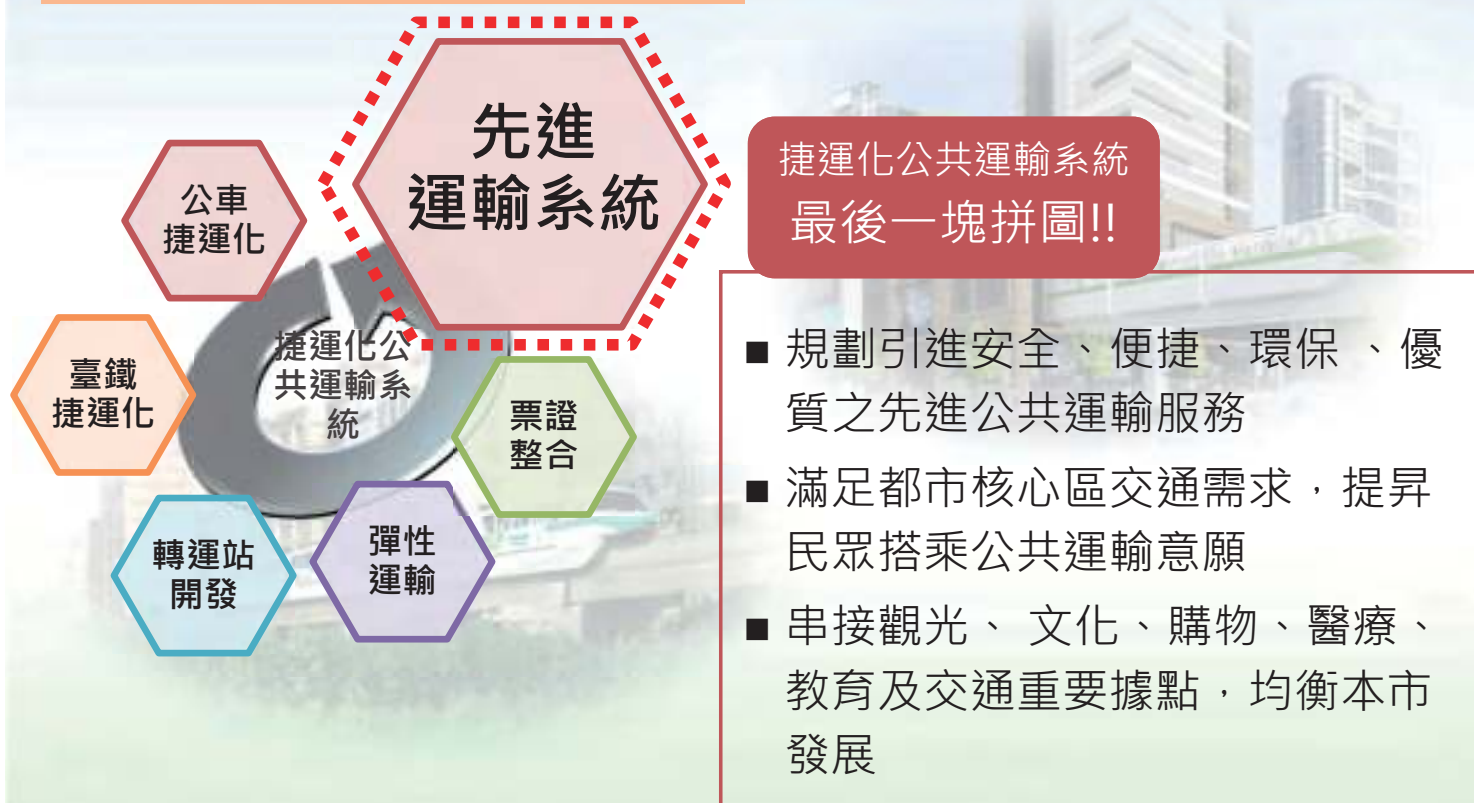 先進
運輸系統
公車
捷運化
臺鐵
捷運化
捷運化公
共運輸系
統
票證
整合
轉運站
開發
彈性
運輸
捷運化公共運輸系統
最後一塊拼圖!!
■ 規劃引進安全、便捷、環保 、優
質之先進公共運輸服務
■ 滿足都市核心區交通需求，提昇
民眾搭乘公共運輸意願
■ 串接觀光、 文化、購物、醫療、
教育及交通重要據點，均衡本市
發展